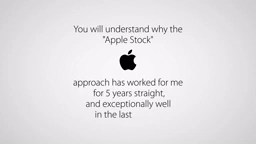 You will understand why the
"Apple Stock"
approach has worked for me
for 5 years straight,
and exceptionally well
in the last